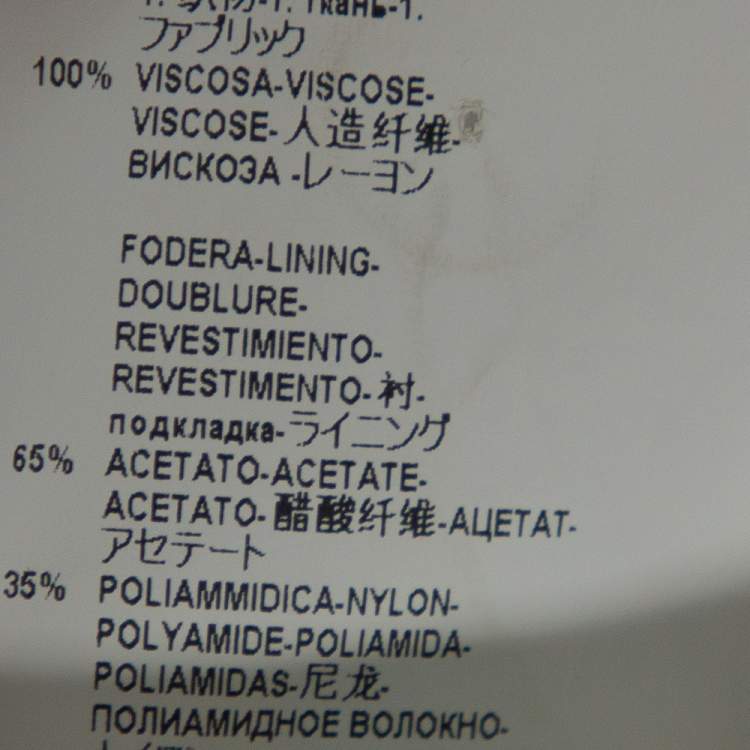 ткань-1.
ファブリック
100% VISCOSA-VISCOSE-
VISCOSE-人造纤维-
ВИСКОЗА -レーヨン
FODERA-LINING-
DOUBLURE-
REVESTIMIENTO-
REVESTIMENTO-衬-
подкладка-ライニング
65% ACETATO-ACETATE-
ACETATO-醋酸纤维-АЦЕТАТ-
アセテート
35% POLIAMMIDICA-NYLON-
POLYAMIDE-POLIAMIDA-
POLIAMIDAS-尼龙-
ПОЛИАМИДНОЕ ВОЛОКНО-